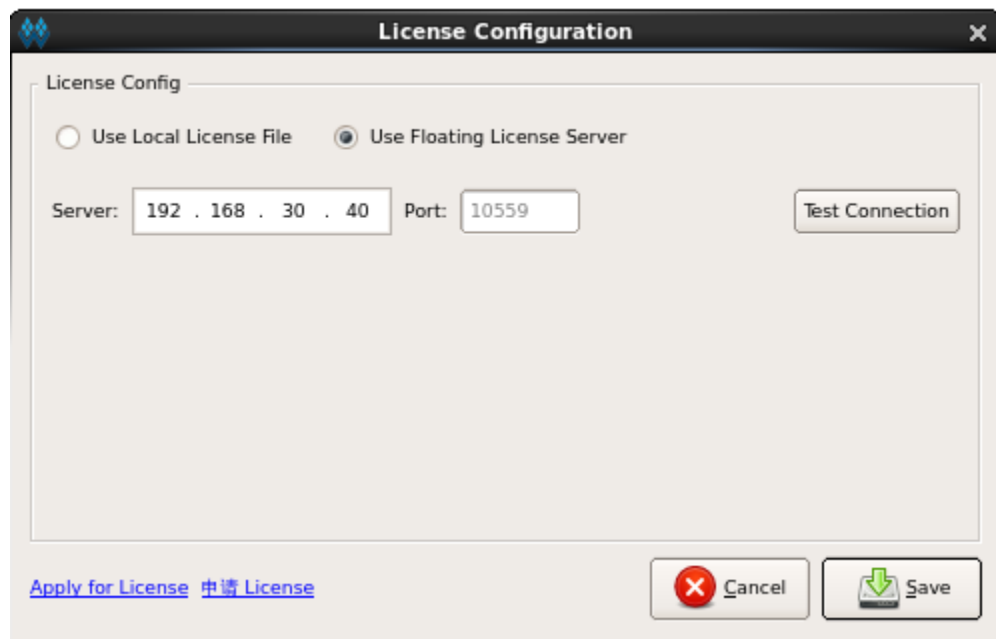 License Configuration
License Config
Use Local License File Use Floating License Server
Server: 192 . 168 . 30 . 40 Port: 10559 Test Connection
Apply for License 申请 License Cancel Save